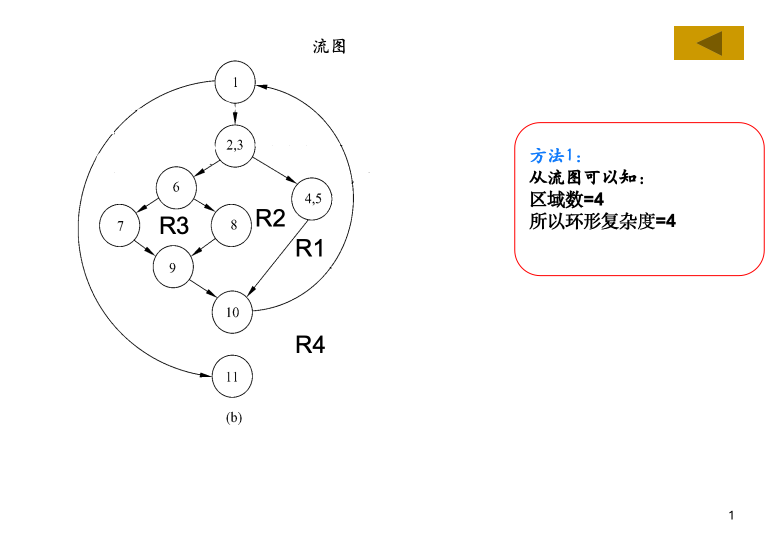 流图
1
2,3
6
4,5
7
R3
8
R2
R1
9
10
R4
11
(b)
方法1：
从流图可以知：
区域数=4
所以环形复杂度=4
1